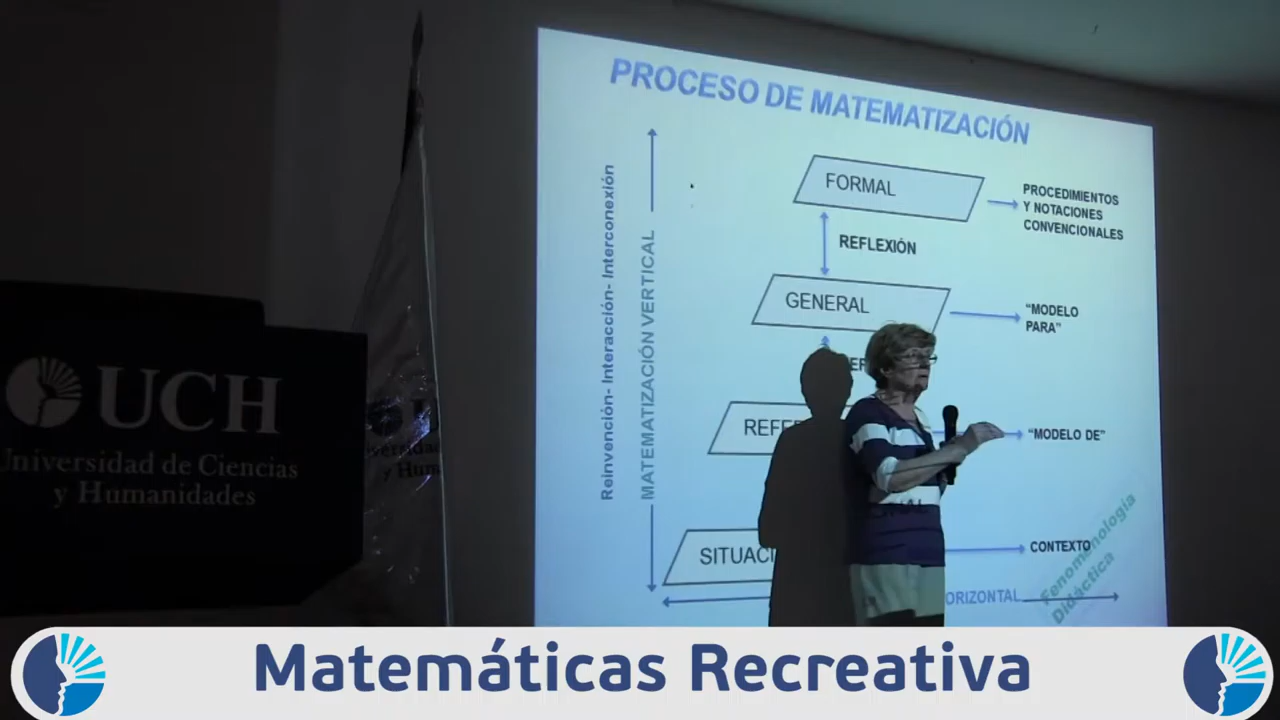 PROCESO DE MATEMATIZACIÓN
Reinvención- Interacción- Interconexión
MATEMATIZACIÓN VERTICAL
FORMAL
PROCEDIMIENTOS
Y NOTACIONES
CONVENCIONALES
REFLEXIÓN
GENERAL
“MODELO
PARA”
“MODELO DE”
CONTEXTO
Fenomenología
Didáctica
UCH
Universidad de Ciencias
y Humanidades
Matemáticas Recreativa